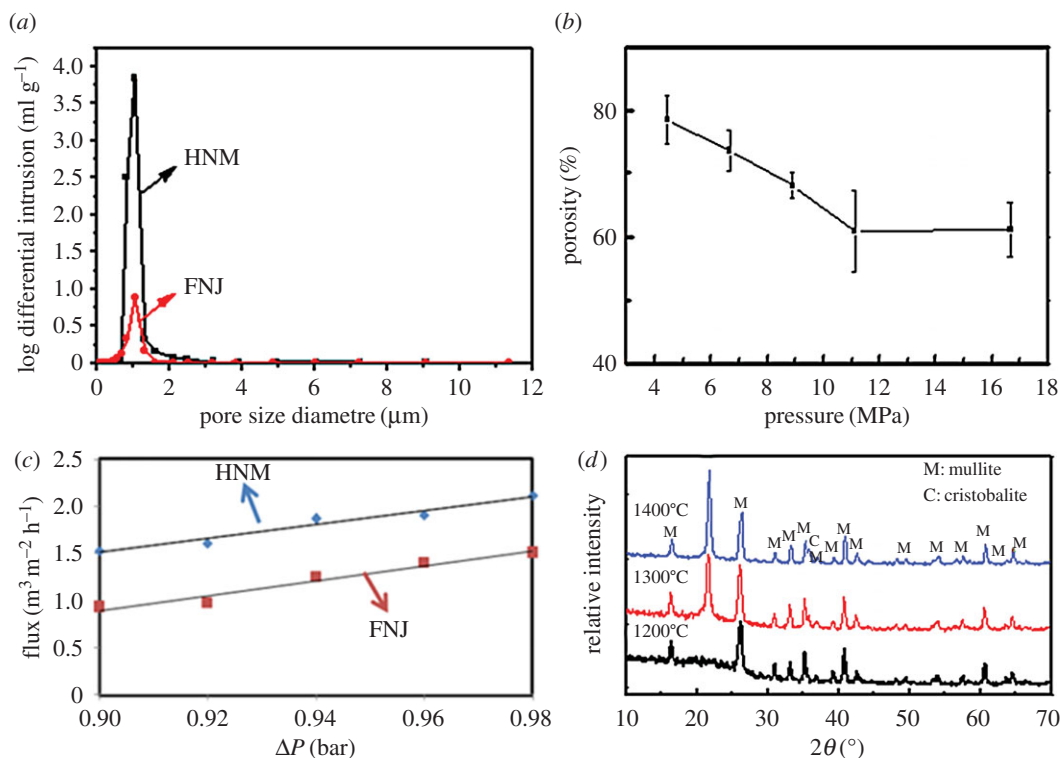 (a)
log differential intrusion (ml g⁻¹)
4.0
3.5
3.0
2.5
2.0
1.5
1.0
0.5
0
HNM
FNJ
0 2 4 6 8 10 12
pore size diametre (μm)
(b)
porosity (%)
80
60
40
4 6 8 10 12 14 16 18
pressure (MPa)
(c)
flux (m³ m⁻² h⁻¹)
2.5
2.0
1.5
1.0
0.5
0
HNM
FNJ
0.90 0.92 0.94 0.96 0.98
ΔP (bar)
(d)
relative intensity
M: mullite
C: cristobalite
1400°C
1300°C
1200°C
M M M M M C M M M M M M M M M M
10 20 30 40 50 60 70
2θ (°)